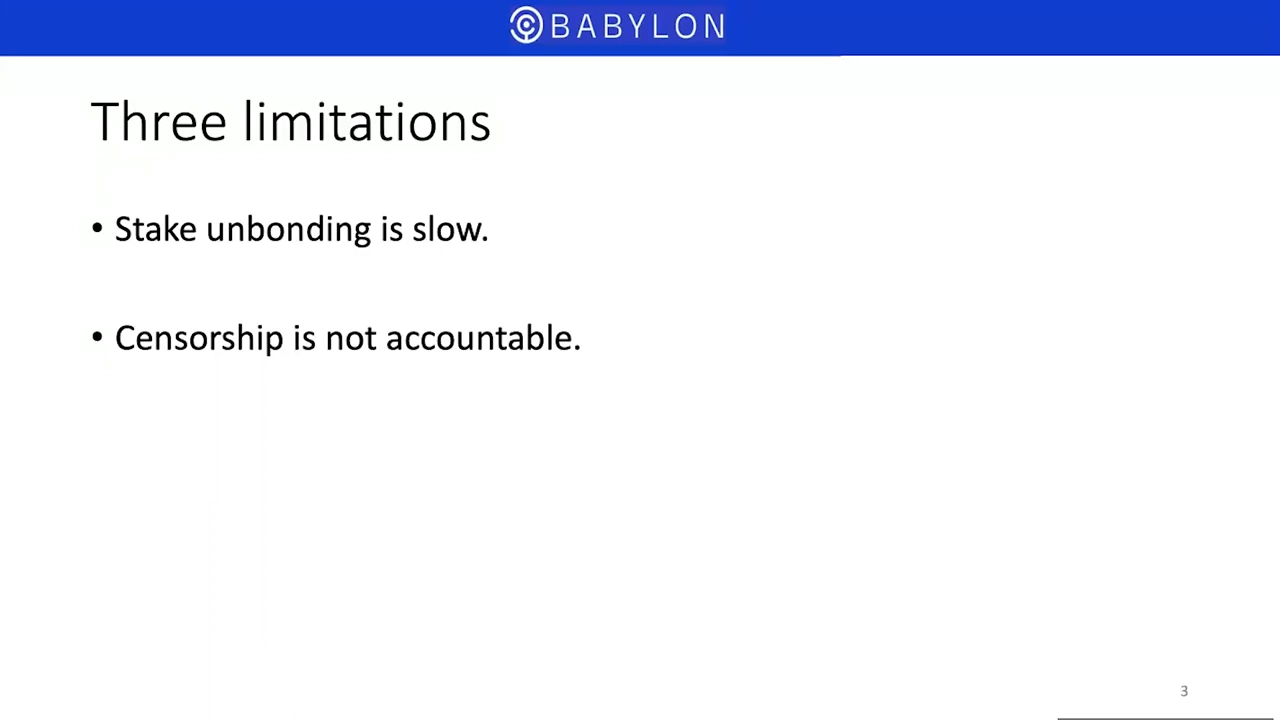 BABYLON
Three limitations
• Stake unbonding is slow.
• Censorship is not accountable.
3